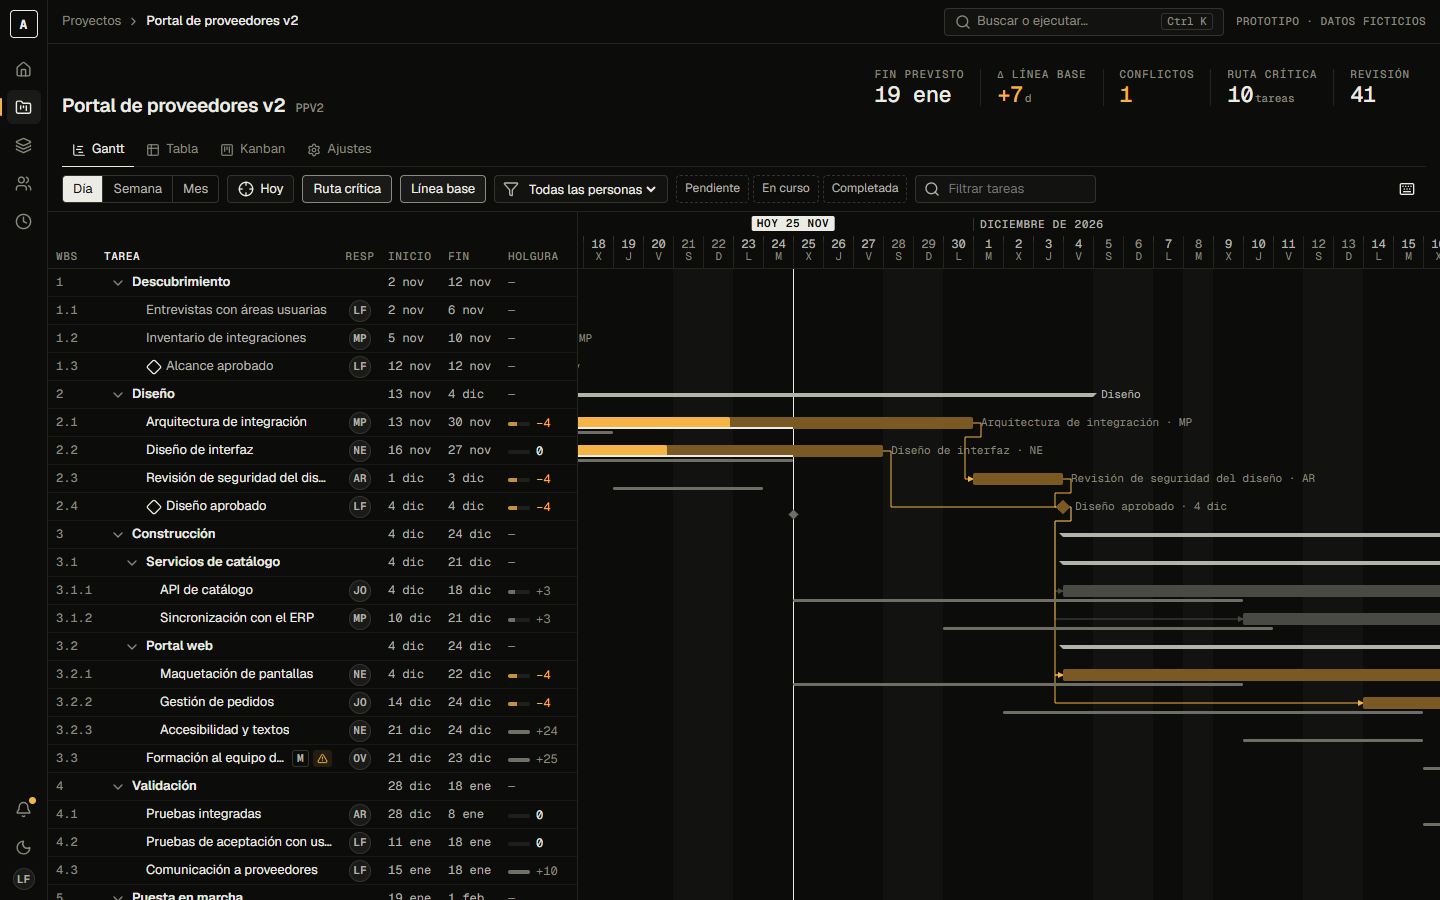 A
Proyectos > Portal de proveedores v2
Buscar o ejecutar...
Ctrl K
PROTOTIPO · DATOS FICTICIOS
Portal de proveedores v2 PPV2
FIN PREVISTO
19 ene
Δ LÍNEA BASE
+7 d
CONFLICTOS
1
RUTA CRÍTICA
10 tareas
REVISIÓN
41
Gantt Tabla Kanban Ajustes
Día Semana Mes Hoy Ruta crítica Línea base Todas las personas Pendiente En curso Completada Filtrar tareas
HOY 25 NOV
DICIEMBRE DE 2026
18 19 20 21 22 23 24 25 26 27 28 29 30 1 2 3 4 5 6 7 8 9 10 11 12 13 14 15
X J V S D L M X J V S D L M X J V S D L M X J V S D L M X
WBS TAREA RESP INICIO FIN HOLGURA
1 Descubrimiento 2 nov 12 nov —
1.1 Entrevistas con áreas usuarias LF 2 nov 6 nov —
1.2 Inventario de integraciones MP 5 nov 10 nov —
MP
1.3 Alcance aprobado LF 12 nov 12 nov —
2 Diseño 13 nov 4 dic —
Diseño
2.1 Arquitectura de integración MP 13 nov 30 nov −4
Arquitectura de integración · MP
2.2 Diseño de interfaz NE 16 nov 27 nov 0
Diseño de interfaz · NE
2.3 Revisión de seguridad del dis... AR 1 dic 3 dic −4
Revisión de seguridad del diseño · AR
2.4 Diseño aprobado LF 4 dic 4 dic −4
Diseño aprobado · 4 dic
3 Construcción 4 dic 24 dic —
3.1 Servicios de catálogo 4 dic 21 dic —
3.1.1 API de catálogo JO 4 dic 18 dic +3
3.1.2 Sincronización con el ERP MP 10 dic 21 dic +3
3.2 Portal web 4 dic 24 dic —
3.2.1 Maquetación de pantallas NE 4 dic 22 dic −4
3.2.2 Gestión de pedidos JO 14 dic 24 dic −4
3.2.3 Accesibilidad y textos NE 21 dic 24 dic +24
3.3 Formación al equipo d... M OV 21 dic 23 dic +25
4 Validación 28 dic 18 ene —
4.1 Pruebas integradas AR 28 dic 8 ene 0
4.2 Pruebas de aceptación con us... LF 11 ene 18 ene 0
4.3 Comunicación a proveedores LF 15 ene 18 ene +10
5 Puesta en marcha 19 ene 1 feb —
LF